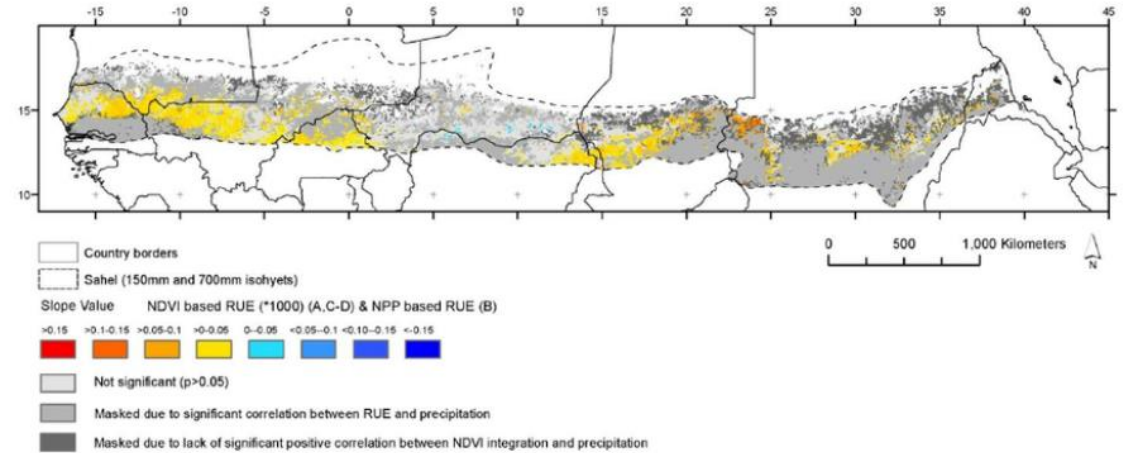 -15 -10 -5 0 5 10 15 20 25 30 35 40 45
15 15
10 10
Country borders
0 500 1,000 Kilometers
N
Sahel (150mm and 700mm isohyets)
Slope Value NDVI based RUE (*1000) (A,C-D) & NPP based RUE (B)
>0.15 >0.1-0.15 >0.05-0.1 >0-0.05 0--0.05 <0.05--0.1 <0.10--0.15 <-0.15
Not significant (p>0.05)
Masked due to significant correlation between RUE and precipitation
Masked due to lack of significant positive correlation between NDVI integration and precipitation